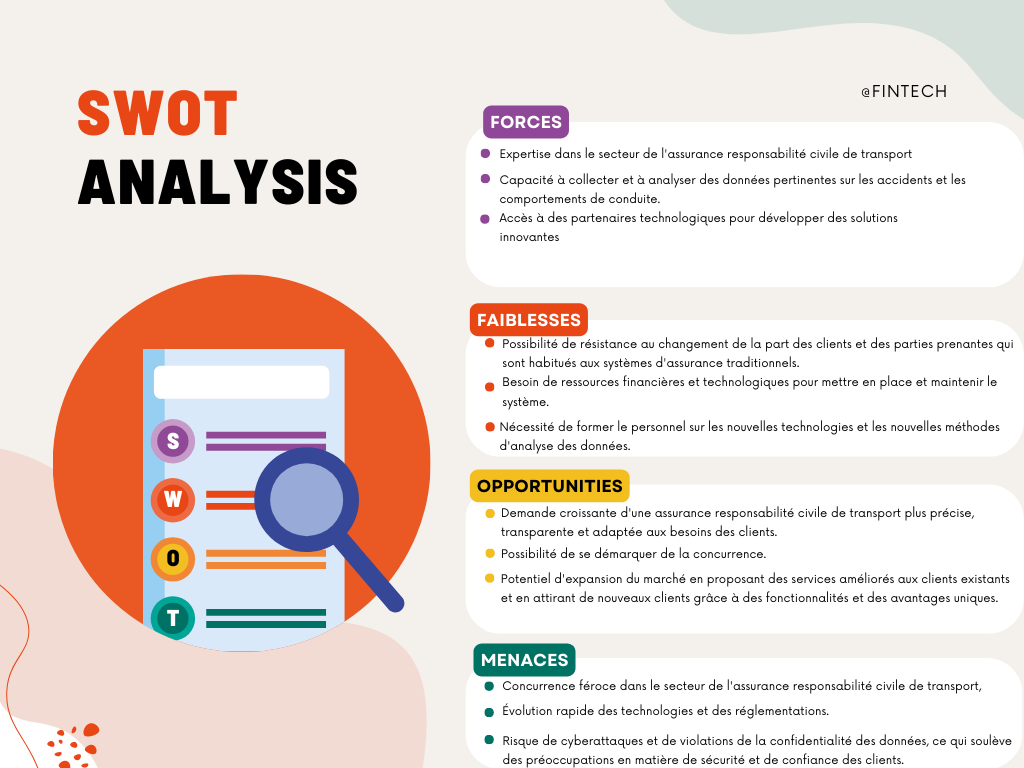 SWOT
ANALYSIS
@FINTECH
FORCES
Expertise dans le secteur de l'assurance responsabilité civile de transport
Capacité à collecter et à analyser des données pertinentes sur les accidents et les
comportements de conduite.
Accès à des partenaires technologiques pour développer des solutions
innovantes
FAIBLESSES
Possibilité de résistance au changement de la part des clients et des parties prenantes qui
sont habitués aux systèmes d'assurance traditionnels.
Besoin de ressources financières et technologiques pour mettre en place et maintenir le
système.
Nécessité de former le personnel sur les nouvelles technologies et les nouvelles méthodes
d'analyse des données.
OPPORTUNITIES
Demande croissante d'une assurance responsabilité civile de transport plus précise,
transparente et adaptée aux besoins des clients.
Possibilité de se démarquer de la concurrence.
Potentiel d'expansion du marché en proposant des services améliorés aux clients existants
et en attirant de nouveaux clients grâce à des fonctionnalités et des avantages uniques.
MENACES
Concurrence féroce dans le secteur de l'assurance responsabilité civile de transport,
Évolution rapide des technologies et des réglementations.
Risque de cyberattaques et de violations de la confidentialité des données, ce qui soulève
des préoccupations en matière de sécurité et de confiance des clients.
S
W
O
T